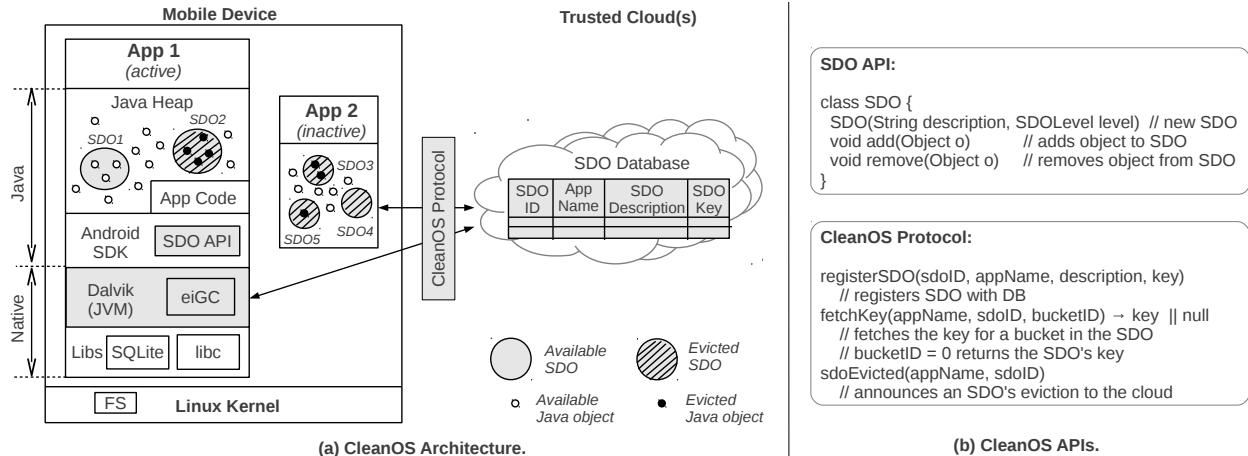 Mobile Device
Trusted Cloud(s)
App 1
(active)
Java Heap
SDO1
SDO2
App Code
Android
SDK
SDO API
Dalvik
(JVM)
eiGC
Libs
SQLite
libc
FS
Linux Kernel
Java
Native
App 2
(inactive)
SDO3
SDO4
SDO5
CleanOS Protocol
SDO Database
SDO
ID
App
Name
SDO
Description
SDO
Key
Available
SDO
Evicted
SDO
Available
Java object
Evicted
Java object
(a) CleanOS Architecture.
SDO API:
class SDO {
SDO(String description, SDOLevel level) // new SDO
void add(Object o) // adds object to SDO
void remove(Object o) // removes object from SDO
}
CleanOS Protocol:
registerSDO(sdoID, appName, description, key)
// registers SDO with DB
fetchKey(appName, sdoID, bucketID) → key || null
// fetches the key for a bucket in the SDO
// bucketID = 0 returns the SDO's key
sdoEvicted(appName, sdoID)
// announces an SDO's eviction to the cloud
(b) CleanOS APIs.